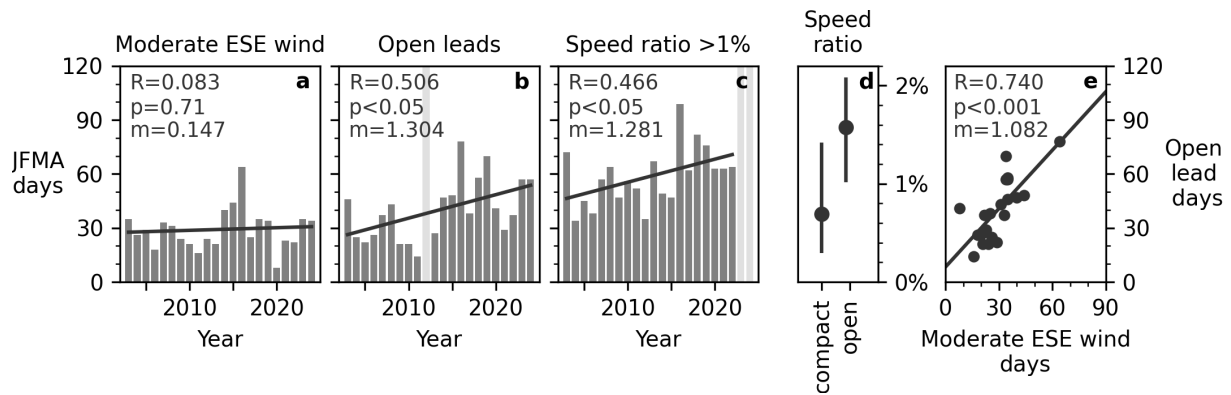 Moderate ESE wind
Open leads
Speed ratio >1%
Speed
ratio
JFMA
days
120
90
60
30
0
R=0.083
p=0.71
m=0.147
a
2010
2020
Year
R=0.506
p<0.05
m=1.304
b
2010
2020
Year
R=0.466
p<0.05
m=1.281
c
2010
2020
Year
d
2%
1%
0%
compact
open
R=0.740
p<0.001
m=1.082
e
120
90
60
30
0
Open
lead
days
0
30
60
90
Moderate ESE wind
days